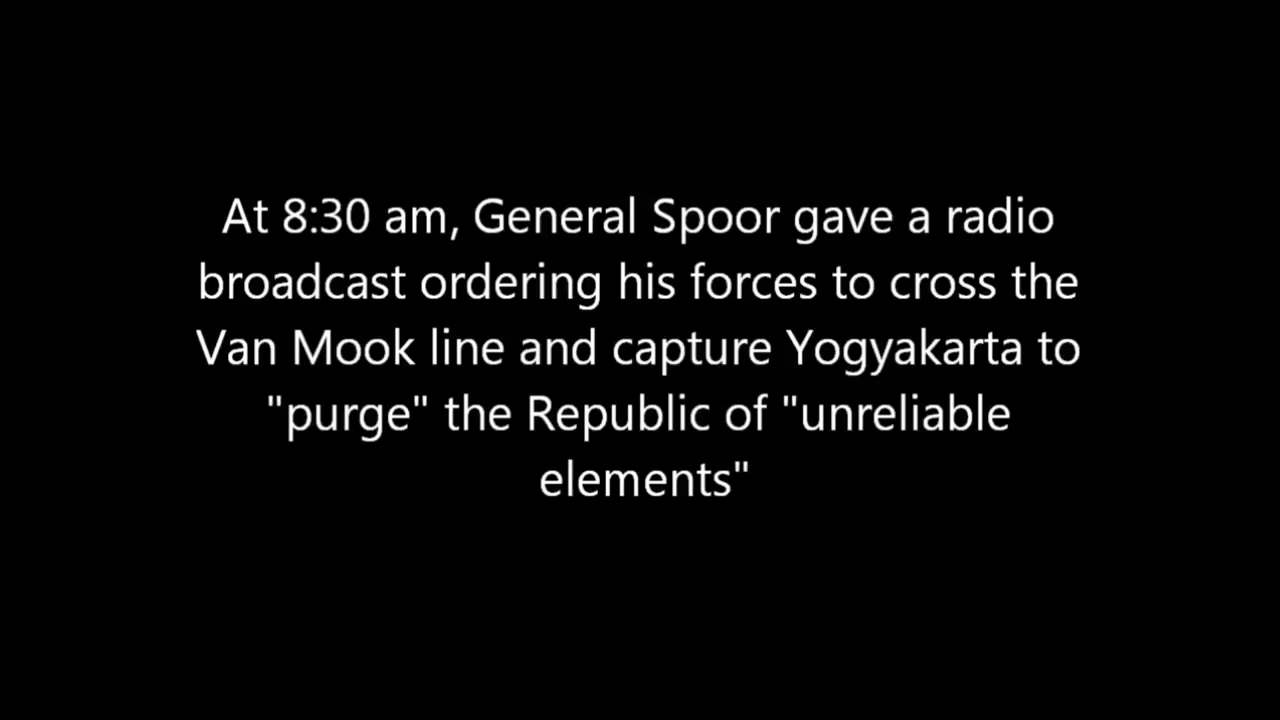 At 8:30 am, General Spoor gave a radio
broadcast ordering his forces to cross the
Van Mook line and capture Yogyakarta to
"purge" the Republic of "unreliable
elements"